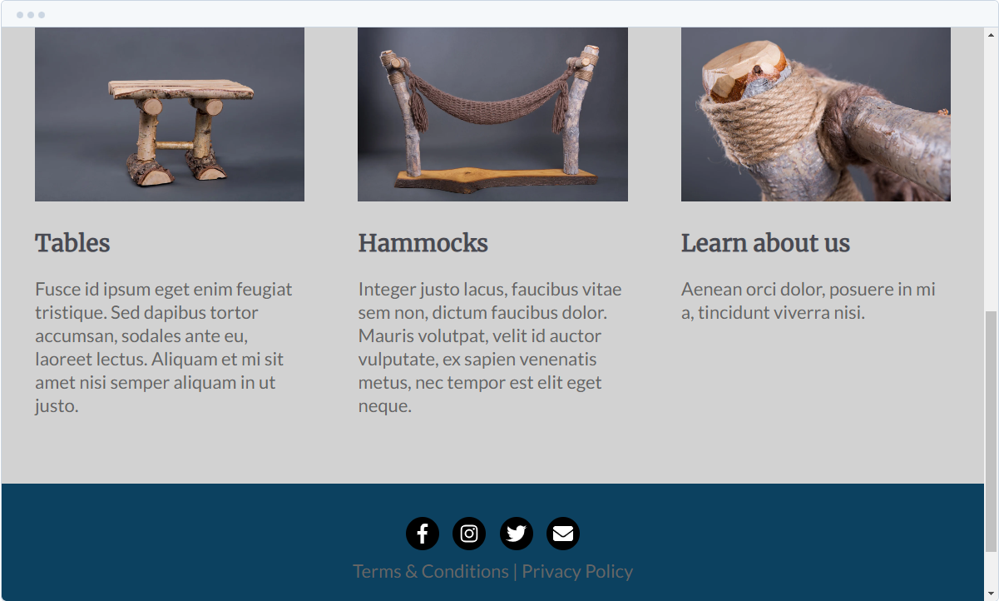 Tables
Fusce id ipsum eget enim feugiat
tristique. Sed dapibus tortor
accumsan, sodales ante eu,
laoreet lectus. Aliquam et mi sit
amet nisi semper aliquam in ut
justo.
Hammocks
Integer justo lacus, faucibus vitae
sem non, dictum faucibus dolor.
Mauris volutpat, velit id auctor
vulputate, ex sapien venenatis
metus, nec tempor est elit eget
neque.
Learn about us
Aenean orci dolor, posuere in mi
a, tincidunt viverra nisi.
Terms & Conditions | Privacy Policy